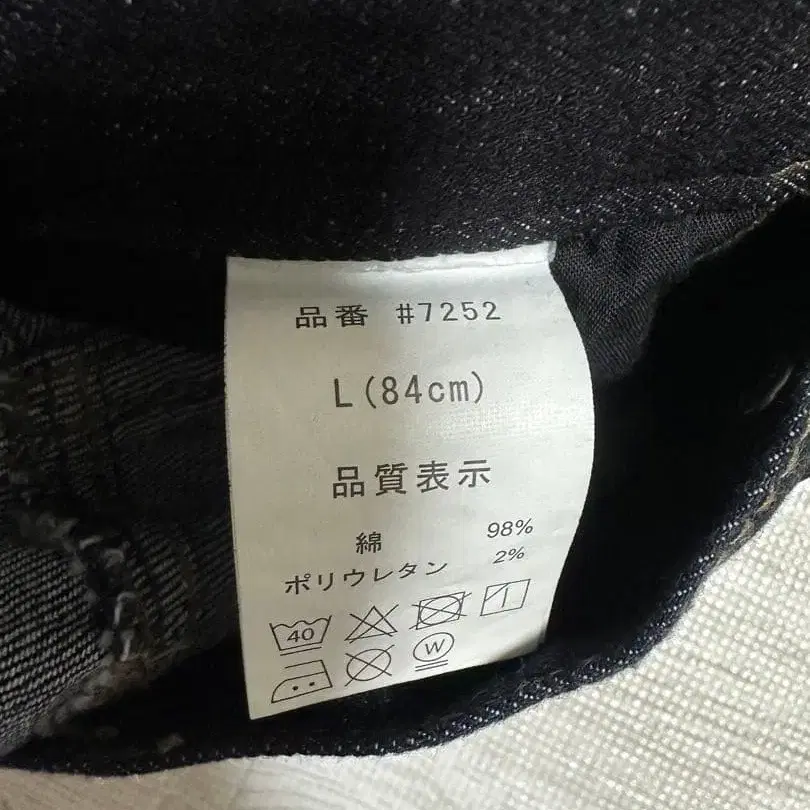 品番 #7252
L(84cm)
品質表示
綿 98%
ポリウレタン 2%
40
W